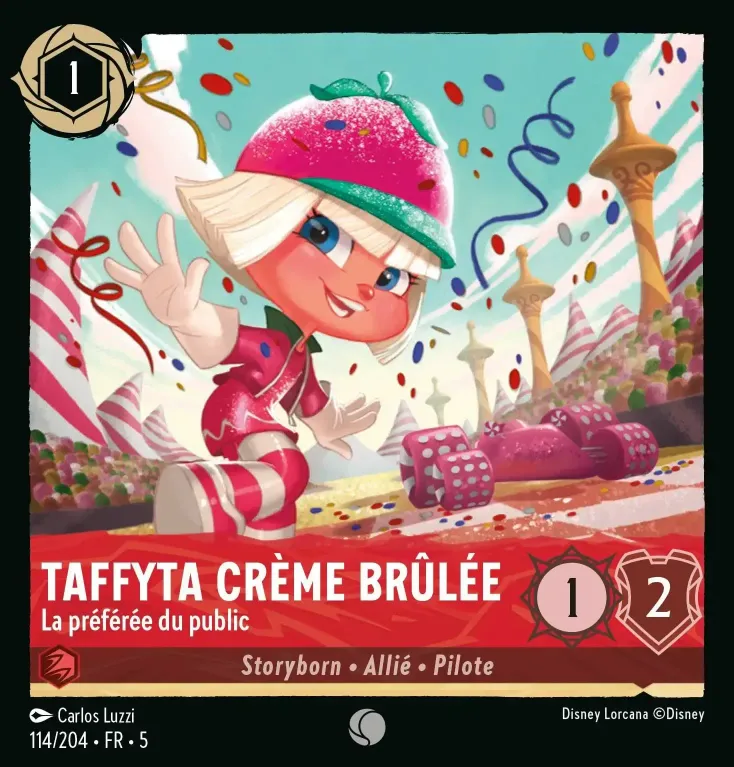 1
TAFFYTA CRÈME BRÛLÉE
La préférée du public
1
2
Storyborn • Allié • Pilote
Carlos Luzzi
Disney Lorcana ©Disney
114/204 • FR • 5